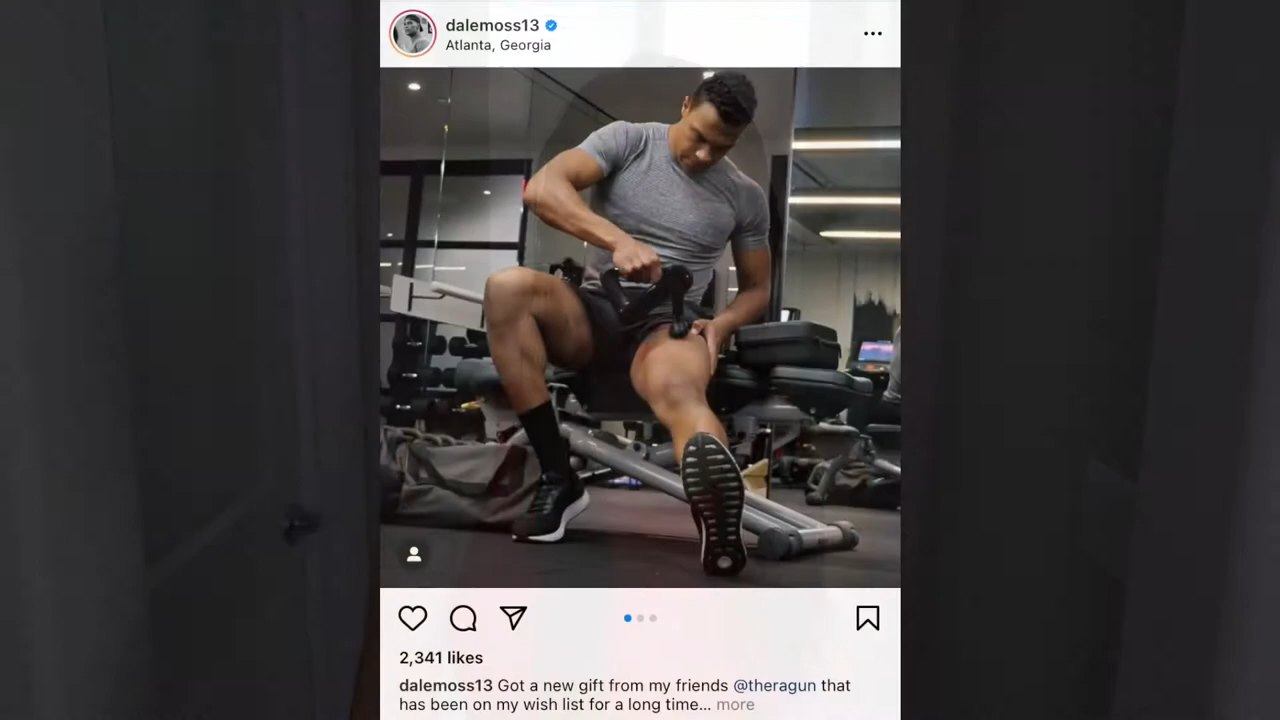 dalemoss13
Atlanta, Georgia
2,341 likes
dalemoss13 Got a new gift from my friends @theragun that
has been on my wish list for a long time... more